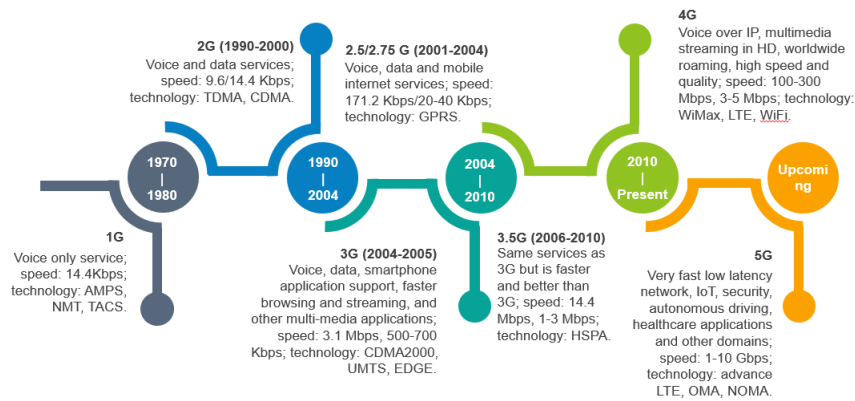 2G (1990-2000)
Voice and data services;
speed: 9.6/14.4 Kbps;
technology: TDMA, CDMA.
2.5/2.75 G (2001-2004)
Voice, data and mobile
internet services; speed:
171.2 Kbps/20-40 Kbps;
technology: GPRS.
4G
Voice over IP, multimedia
streaming in HD, worldwide
roaming, high speed and
quality; speed: 100-300
Mbps, 3-5 Mbps; technology:
WiMax, LTE, WiFi.
1970
|
1980
1990
|
2004
2004
|
2010
2010
|
Present
Upcomi
ng
1G
Voice only service;
speed: 14.4Kbps;
technology: AMPS,
NMT, TACS.
3G (2004-2005)
Voice, data, smartphone
application support, faster
browsing and streaming, and
other multi-media applications;
speed: 3.1 Mbps, 500-700
Kbps; technology: CDMA2000,
UMTS, EDGE.
3.5G (2006-2010)
Same services as
3G but is faster
and better than
3G; speed: 14.4
Mbps, 1-3 Mbps;
technology: HSPA.
5G
Very fast low latency
network, IoT, security,
autonomous driving,
healthcare applications
and other domains;
speed: 1-10 Gbps;
technology: advance
LTE, OMA, NOMA.